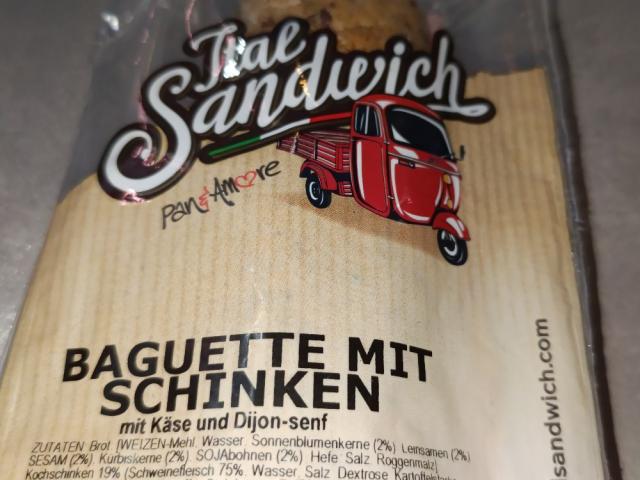 Ital
Sandwich
pan & Amore
BAGUETTE MIT
SCHINKEN
mit Käse und Dijon-senf
ZUTATEN Brot [WEIZEN-Mehl, Wasser, Sonnenblumenkerne (2%), Leinsamen (2%)
SESAM (2%), Kürbiskerne (2%), SOJAbohnen (2%), Hefe, Salz, Roggenmalz]
Kochschinken 19% (Schweinefleisch 75%, Wasser, Salz, Dextrose, Kartoffelstärke
sandwich.com